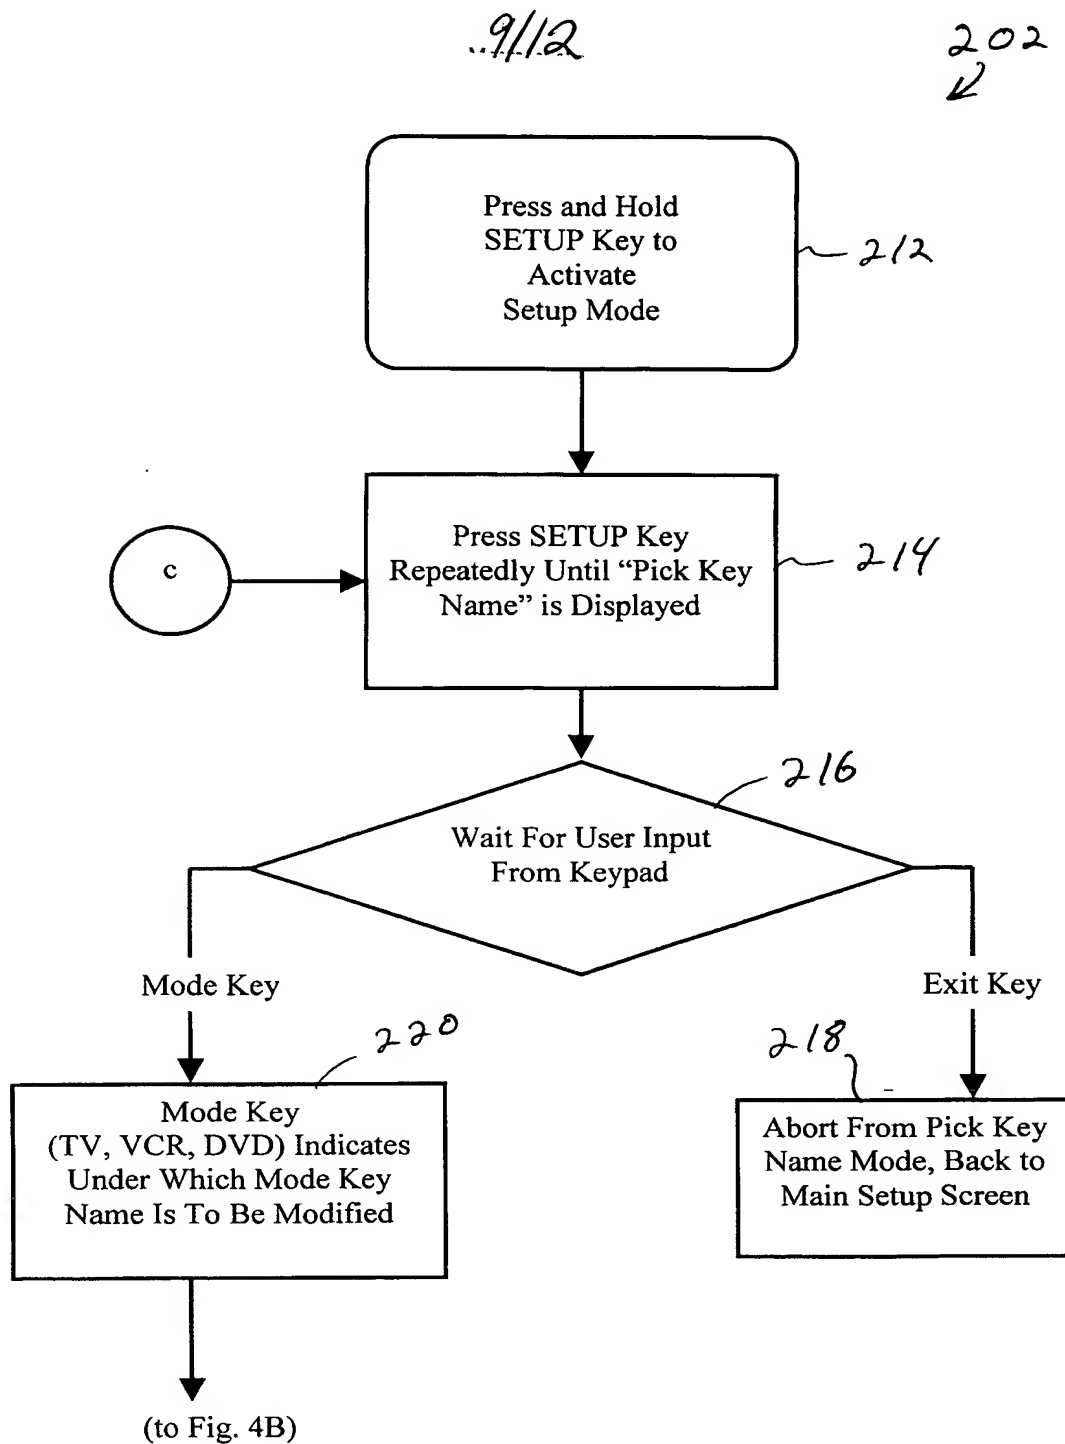 9/12
202
Press and Hold
SETUP Key to
Activate
Setup Mode
212
c
Press SETUP Key
Repeatedly Until “Pick Key
Name” is Displayed
214
216
Wait For User Input
From Keypad
Mode Key
Exit Key
220
218
Mode Key
(TV, VCR, DVD) Indicates
Under Which Mode Key
Name Is To Be Modified
Abort From Pick Key
Name Mode, Back to
Main Setup Screen
(to Fig. 4B)